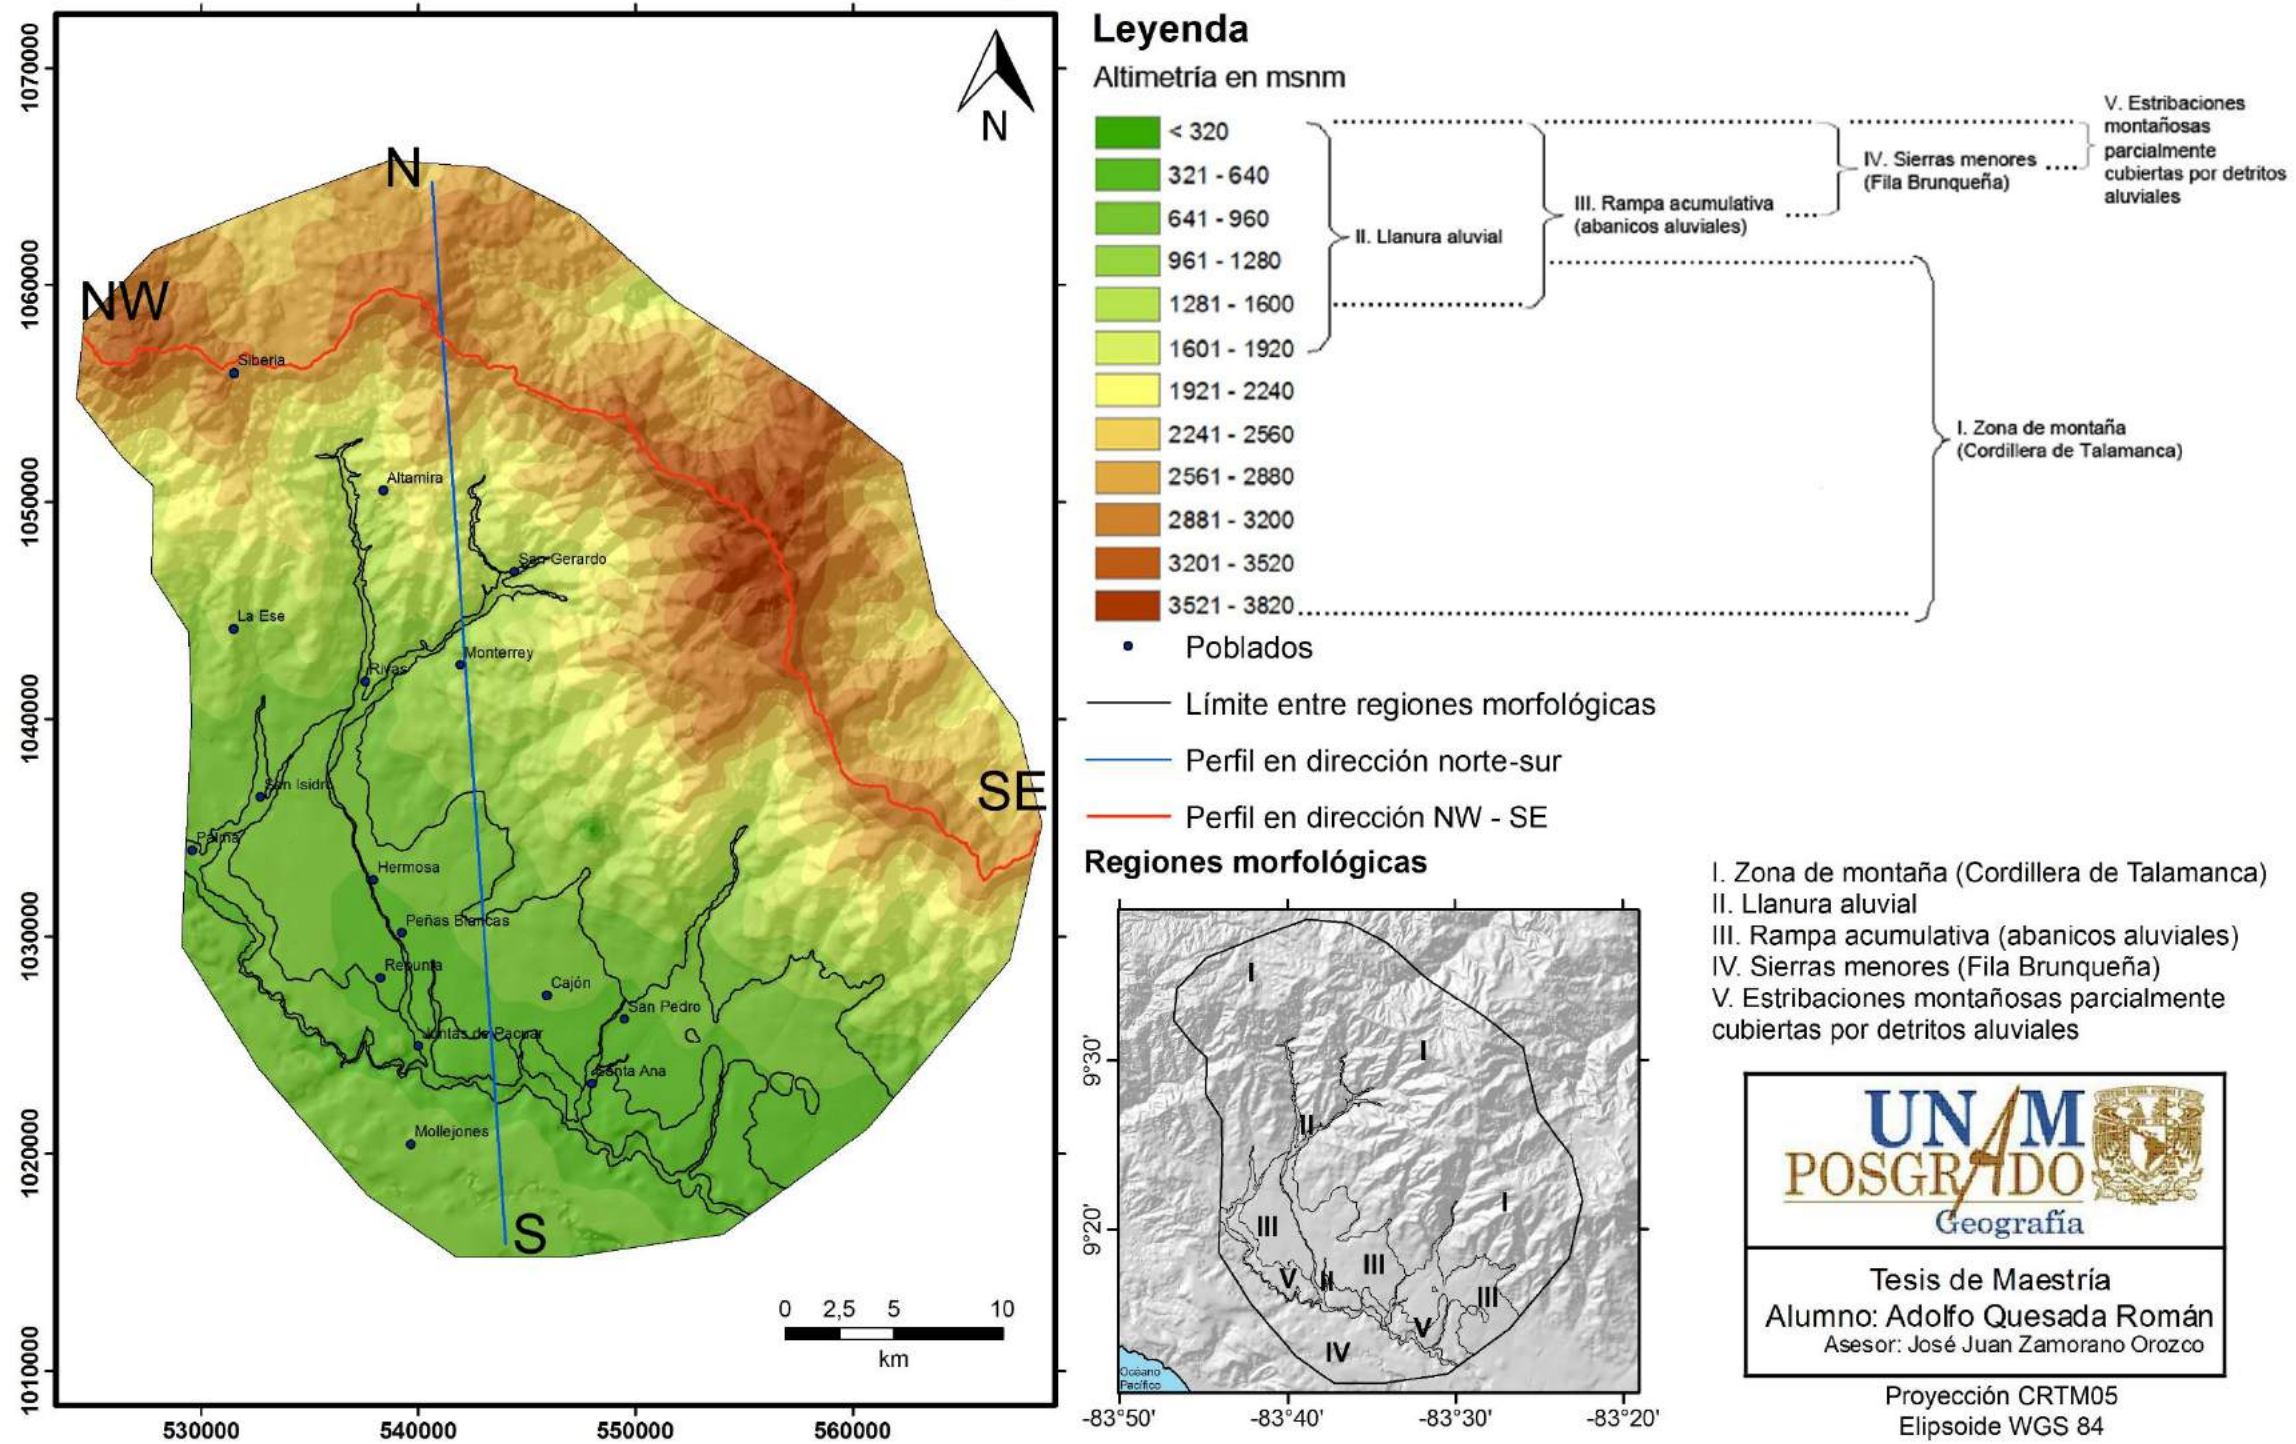 1070000
1060000
1050000
1040000
1030000
1020000
1010000
530000
540000
550000
560000
N
N
NW
Siberia
Altamira
San Gerardo
La Ese
Monterrey
Rivas
San Isidro
SE
Palma
Hermosa
Peñas Blancas
Repunta
Cajón
San Pedro
Juntas de Pacuar
Santa Ana
Mollejones
S
0 2,5 5 10
km
Leyenda
Altimetría en msnm
< 320
321 - 640
641 - 960
961 - 1280
1281 - 1600
1601 - 1920
1921 - 2240
2241 - 2560
2561 - 2880
2881 - 3200
3201 - 3520
3521 - 3820
II. Llanura aluvial
III. Rampa acumulativa
(abanicos aluviales)
IV. Sierras menores
(Fila Brunqueña)
V. Estribaciones
montañosas
parcialmente
cubiertas por detritos
aluviales
I. Zona de montaña
(Cordillera de Talamanca)
Poblados
Límite entre regiones morfológicas
Perfil en dirección norte-sur
Perfil en dirección NW - SE
Regiones morfológicas
I
I
II
I
III
III
V
II
III
V
IV
Océano
Pacífico
9°30'
9°20'
-83°50'
-83°40'
-83°30'
-83°20'
I. Zona de montaña (Cordillera de Talamanca)
II. Llanura aluvial
III. Rampa acumulativa (abanicos aluviales)
IV. Sierras menores (Fila Brunqueña)
V. Estribaciones montañosas parcialmente
cubiertas por detritos aluviales
UNAM
POSGRADO
Geografía
Tesis de Maestría
Alumno: Adolfo Quesada Román
Asesor: José Juan Zamorano Orozco
Proyección CRTM05
Elipsoide WGS 84